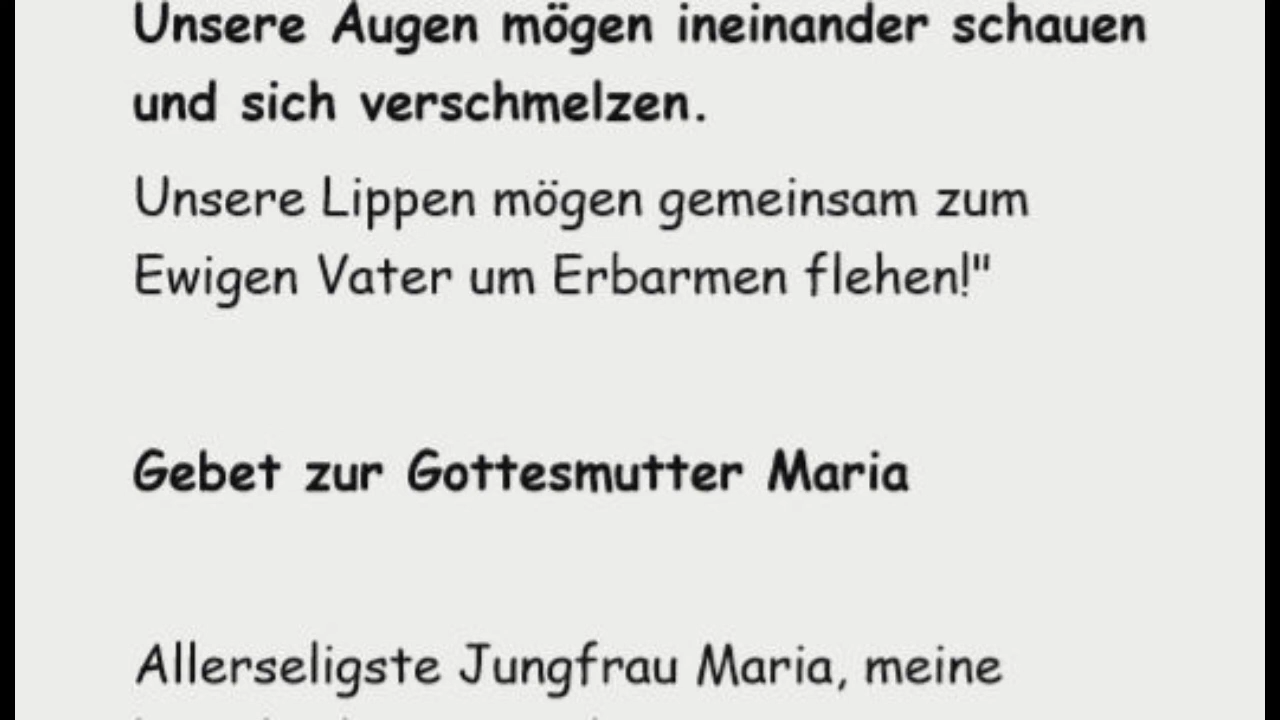 Unsere Augen mögen ineinander schauen
und sich verschmelzen.
Unsere Lippen mögen gemeinsam zum
Ewigen Vater um Erbarmen flehen!"
Gebet zur Gottesmutter Maria
Allerseligste Jungfrau Maria, meine